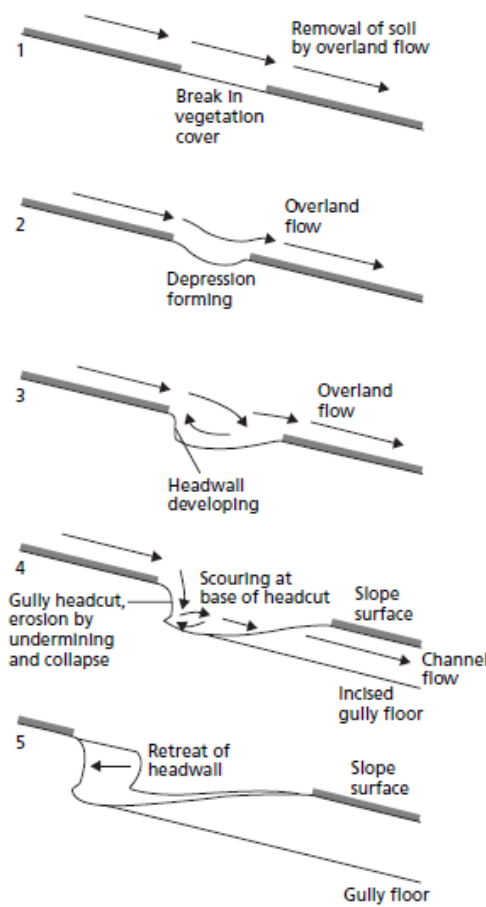 Removal of soil
by overland flow
1
Break in
vegetation
cover
Overland
flow
2
Depression
forming
Overland
flow
3
Headwall
developing
4
Scouring at
base of headcut
Slope
surface
Gully headcut,
erosion by
undermining
and collapse
Channel
flow
Incised
gully floor
5
Retreat of
headwall
Slope
surface
Gully floor